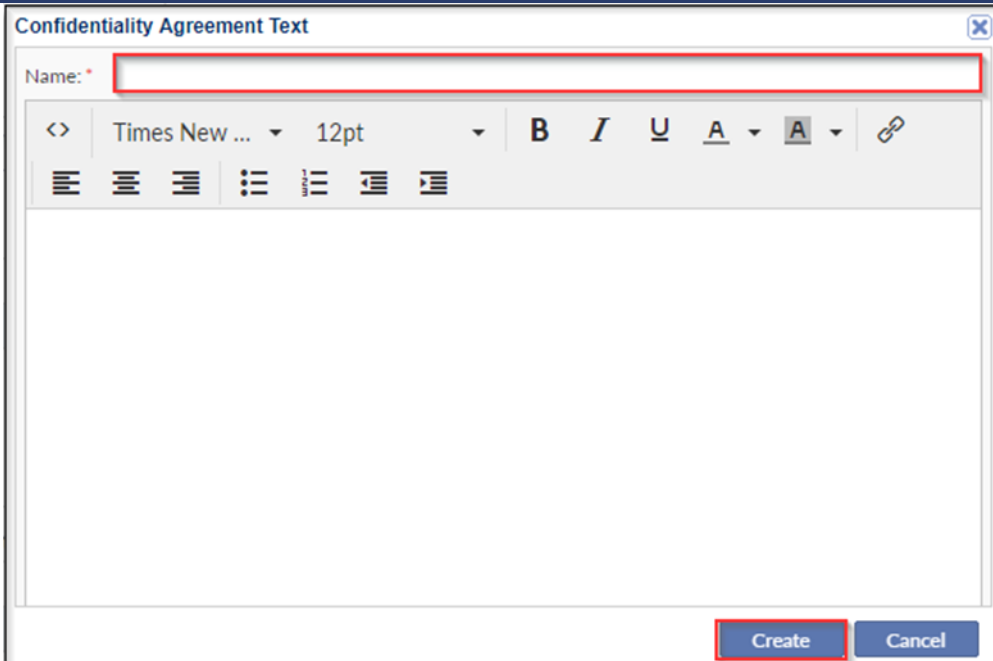 Confidentiality Agreement Text
Name: *
<> Times New ... 12pt B I U A A
Create Cancel